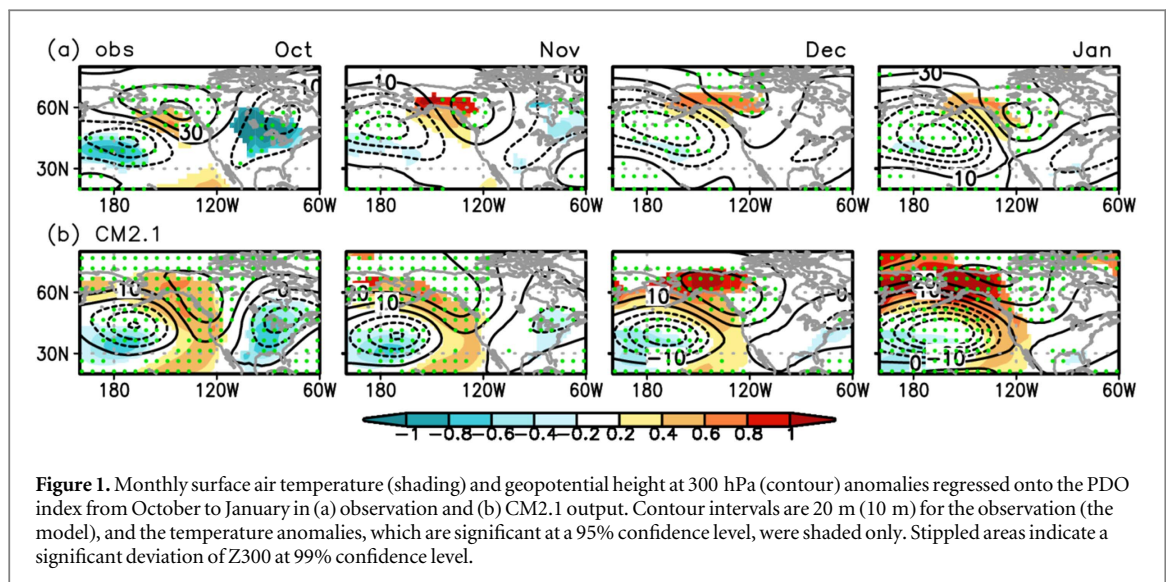 (a) obs Oct Nov Dec Jan
60N
30N
10 30 10 -10 30 10
180 120W 60W 180 120W 60W 180 120W 60W 180 120W 60W
(b) CM2.1
60N
30N
-10 0 10 10 -10 0 20 0 -10
180 120W 60W 180 120W 60W 180 120W 60W 180 120W 60W
-1 -0.8 -0.6 -0.4 -0.2 0.2 0.4 0.6 0.8 1
Figure 1. Monthly surface air temperature (shading) and geopotential height at 300 hPa (contour) anomalies regressed onto the PDO
index from October to January in (a) observation and (b) CM2.1 output. Contour intervals are 20 m (10 m) for the observation (the
model), and the temperature anomalies, which are significant at a 95% confidence level, were shaded only. Stippled areas indicate a
significant deviation of Z300 at 99% confidence level.